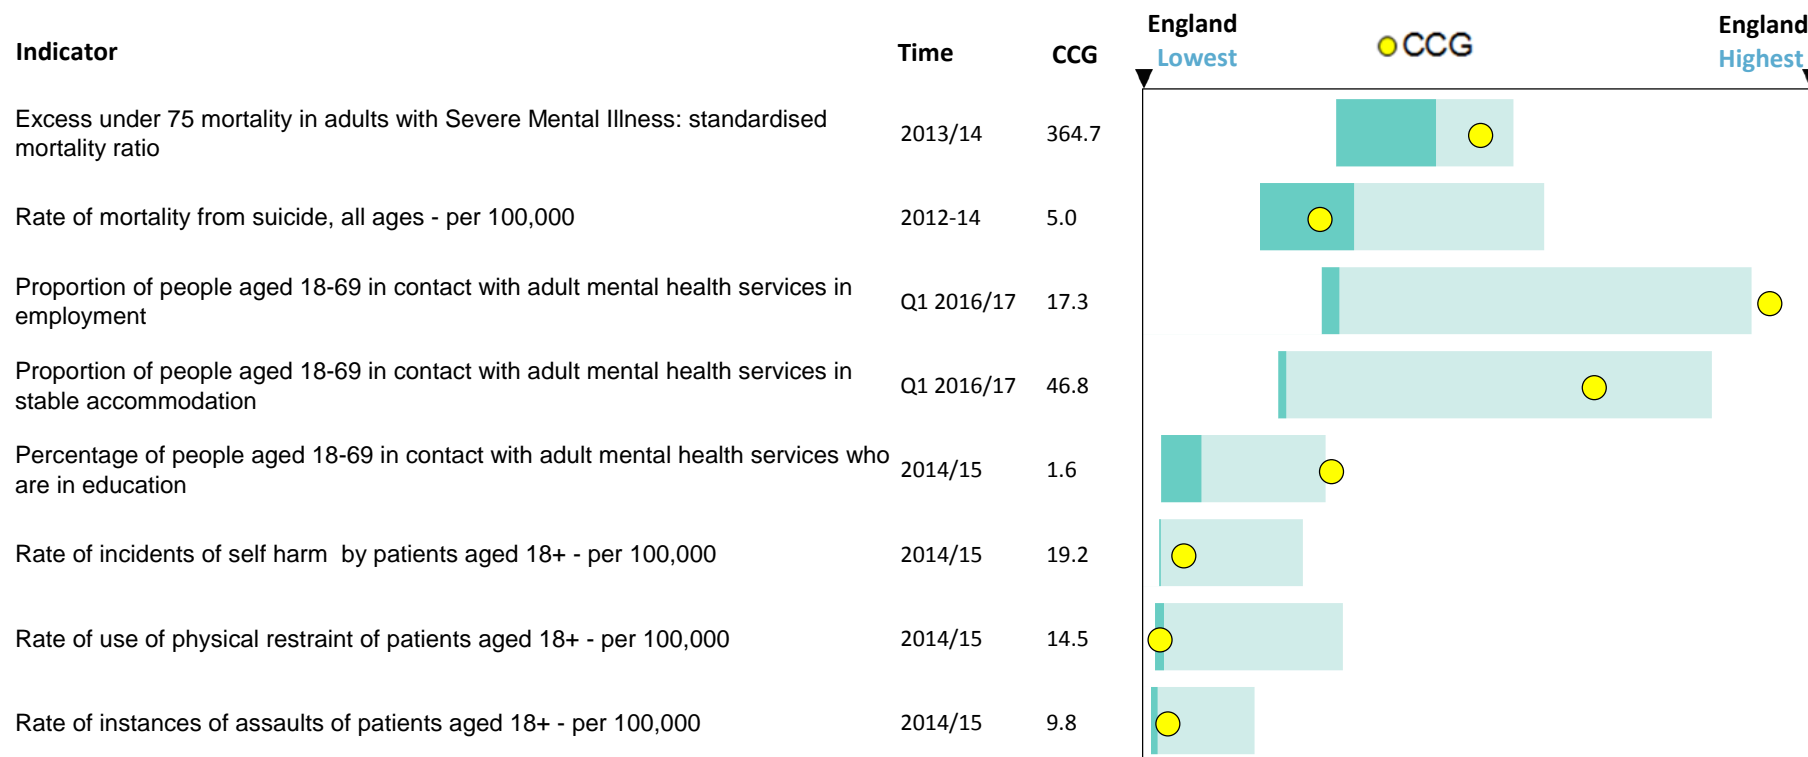 Indicator Time CCG England Lowest CCG England Highest
Excess under 75 mortality in adults with Severe Mental Illness: standardised
mortality ratio
2013/14 364.7
Rate of mortality from suicide, all ages - per 100,000 2012-14 5.0
Proportion of people aged 18-69 in contact with adult mental health services in
employment
Q1 2016/17 17.3
Proportion of people aged 18-69 in contact with adult mental health services in
stable accommodation
Q1 2016/17 46.8
Percentage of people aged 18-69 in contact with adult mental health services who
are in education
2014/15 1.6
Rate of incidents of self harm  by patients aged 18+ - per 100,000 2014/15 19.2
Rate of use of physical restraint of patients aged 18+ - per 100,000 2014/15 14.5
Rate of instances of assaults of patients aged 18+ - per 100,000 2014/15 9.8